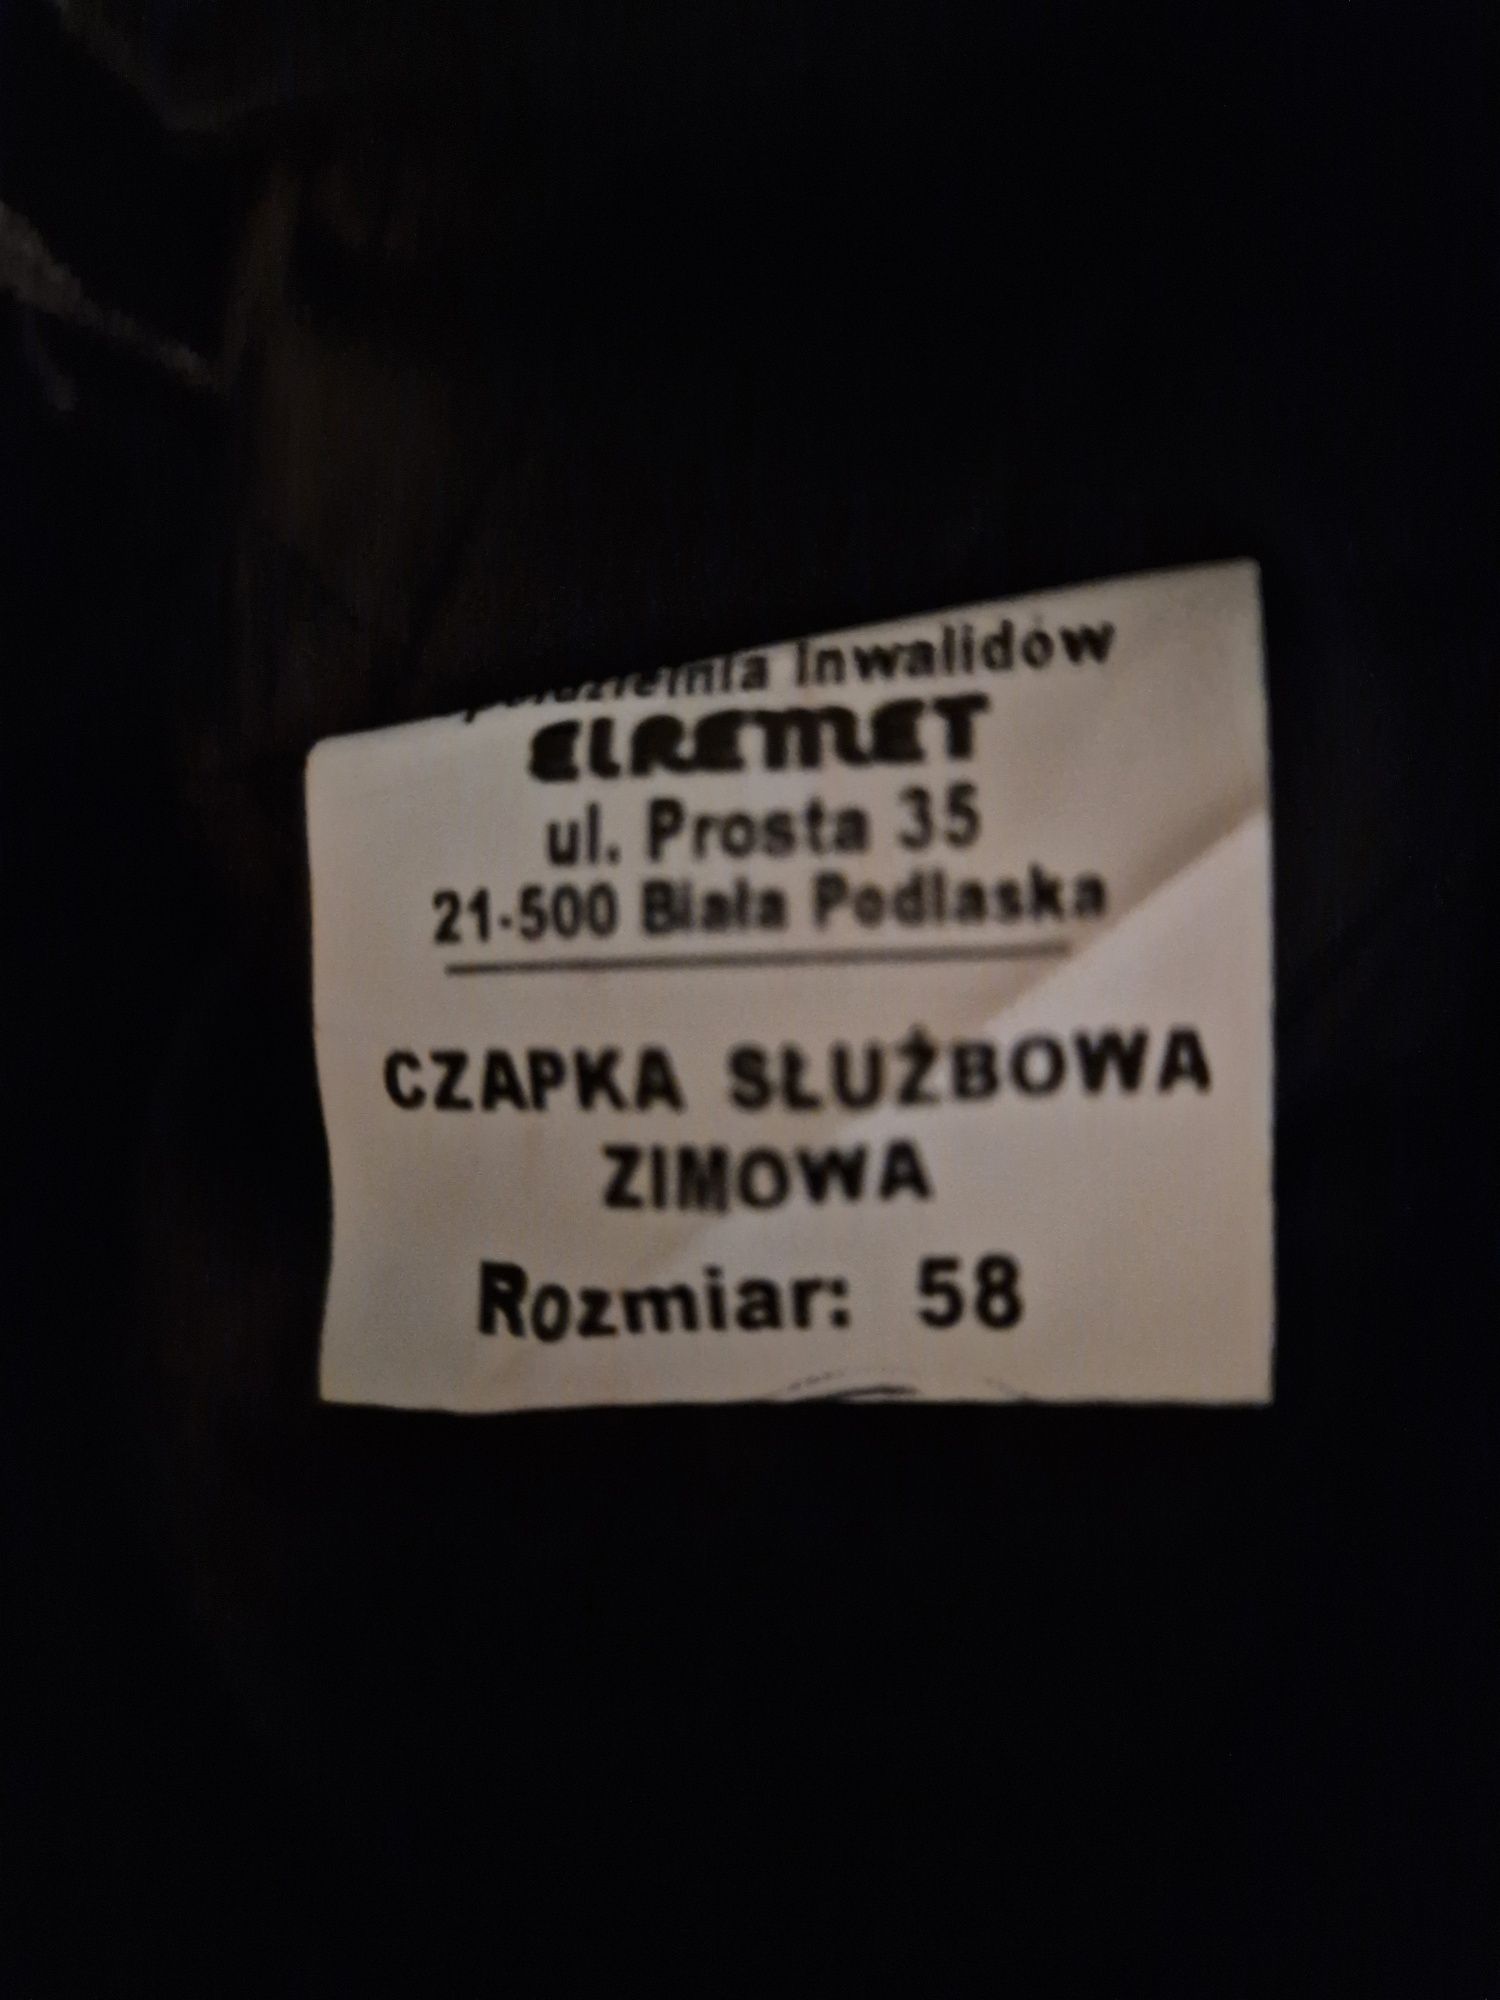 Inwalidów
ELREMET
ul. Prosta 35
21-500 Biała Podlaska
CZAPKA SŁUŻBOWA
ZIMOWA
Rozmiar: 58